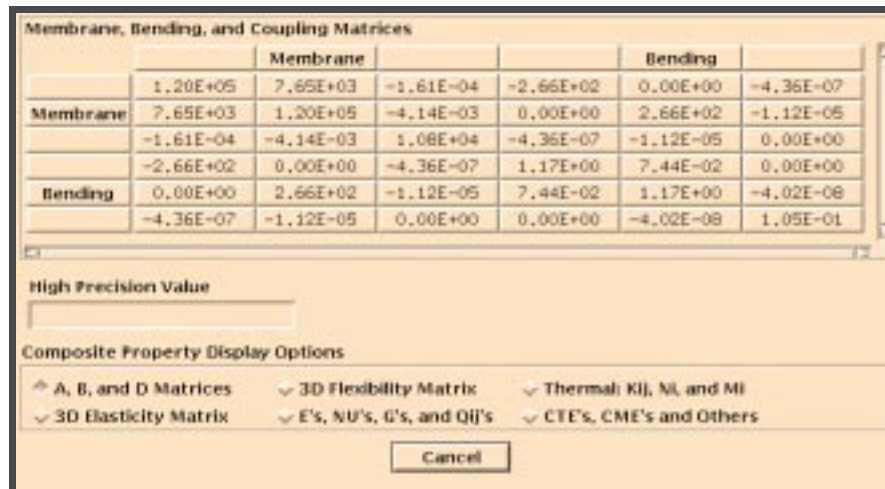 Membrane, Bending, and Coupling Matrices
Membrane Bending
1.20E+05 7.65E+03 -1.61E-04 -2.66E+02 0.00E+00 -4.36E-07
Membrane 7.65E+03 1.20E+05 -4.14E-03 0.00E+00 2.66E+02 -1.12E-05
-1.61E-04 -4.14E-03 1.08E+04 -4.36E-07 -1.12E-05 0.00E+00
-2.66E+02 0.00E+00 -4.36E-07 1.17E+00 7.44E-02 0.00E+00
Bending 0.00E+00 2.66E+02 -1.12E-05 7.44E-02 1.17E+00 -4.02E-08
-4.36E-07 -1.12E-05 0.00E+00 0.00E+00 -4.02E-08 1.05E-01
High Precision Value
Composite Property Display Options
A, B, and D Matrices 3D Flexibility Matrix Thermal: Kij, Ni, and Mi
3D Elasticity Matrix E's, NU's, G's, and Qij's CTE's, CME's and Others
Cancel